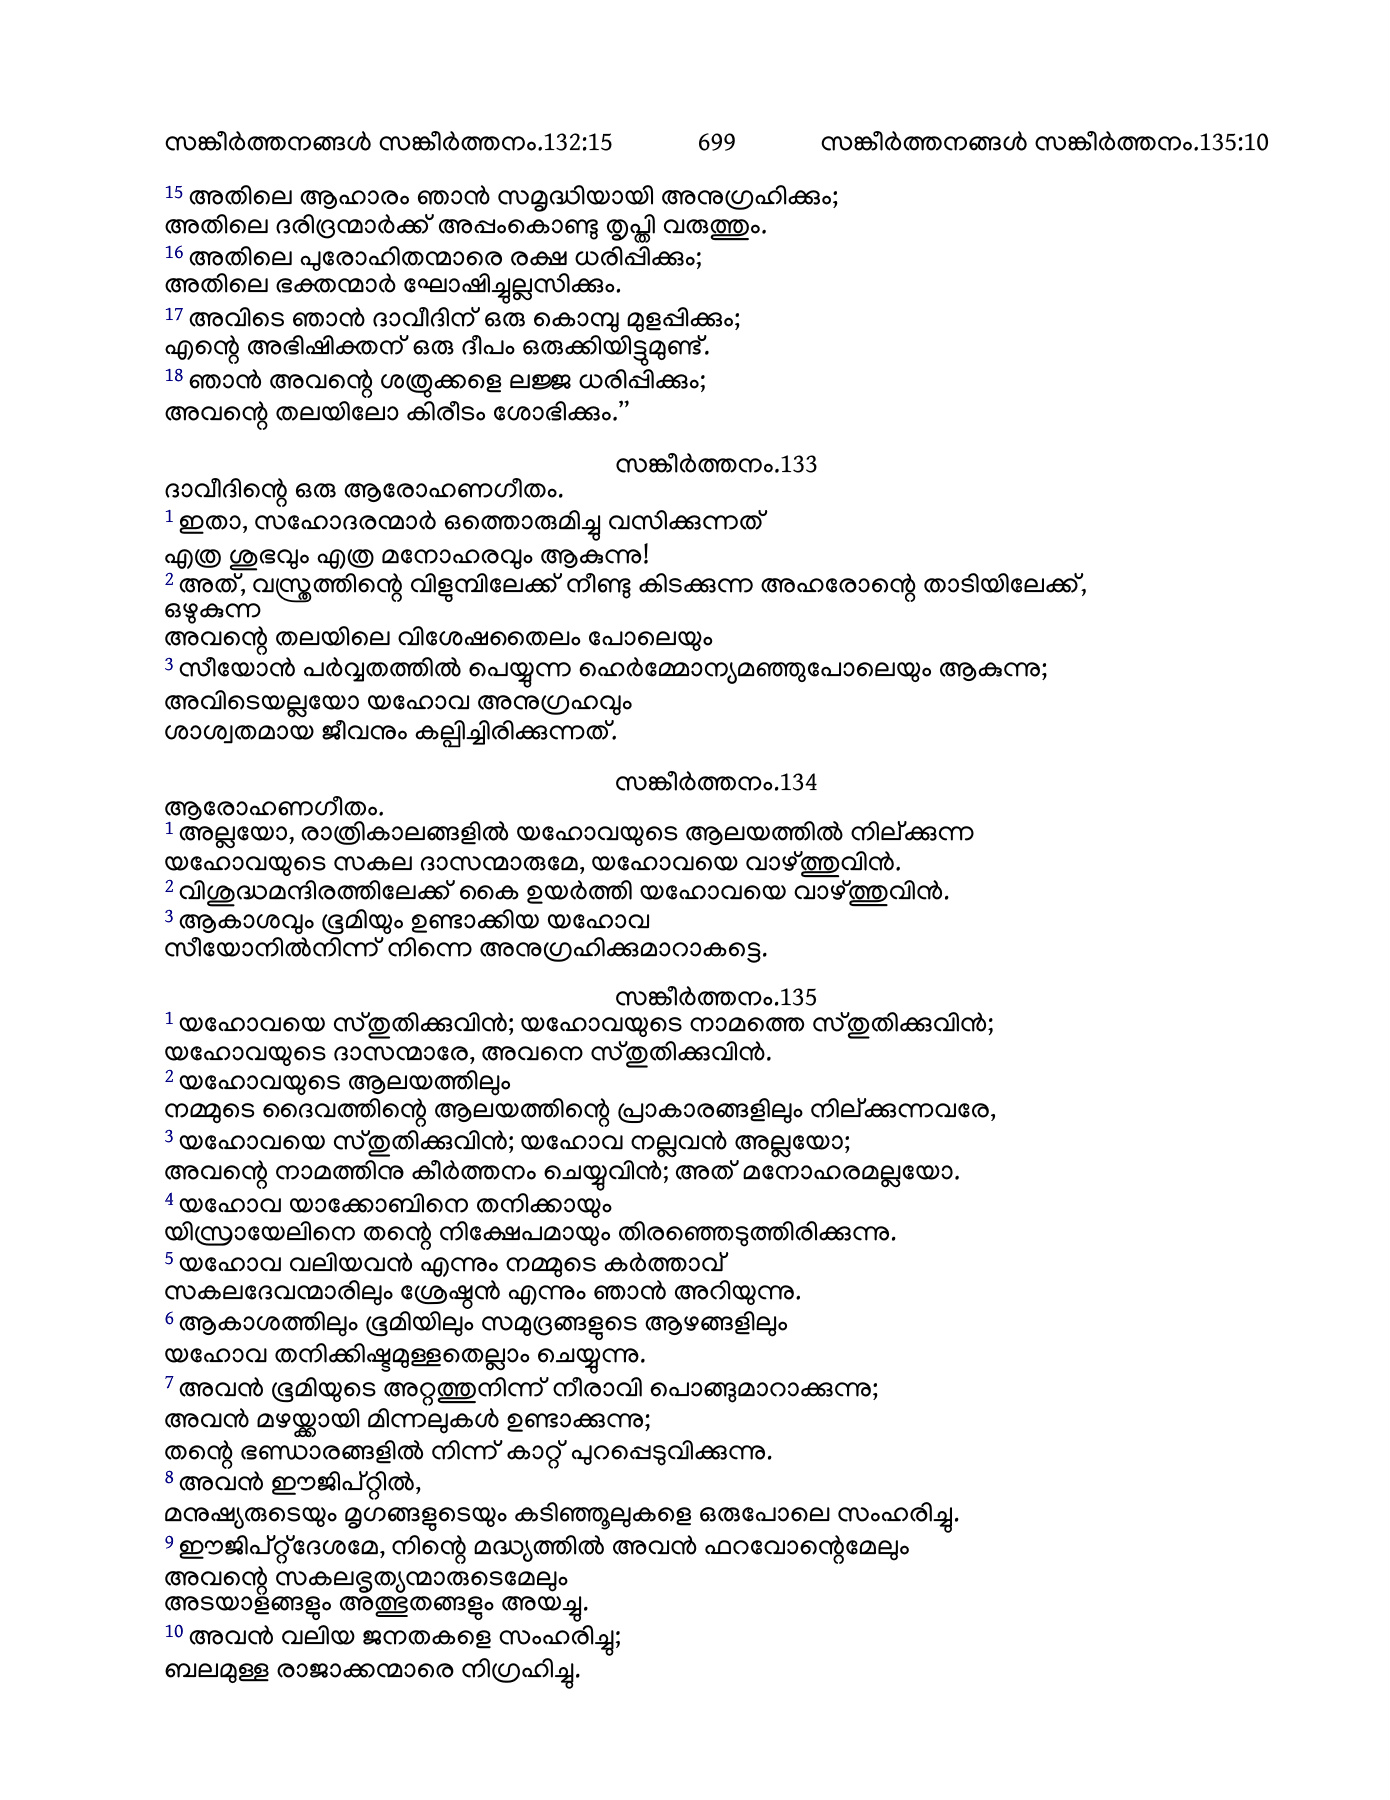 സങ്കീർത്തനങ്ങൾ സങ്കീർത്തനം.132:15 699 സങ്കീർത്തനങ്ങൾ സങ്കീർത്തനം.135:10
15 അതിലെ ആഹാരം ഞാൻ സമൃദ്ധിയായി അനുഗ്രഹിക്കും;
അതിലെ ദരിദ്രന്മാർക്ക് അപ്പംകൊണ്ടു തൃപ്തി വരുത്തും.
16 അതിലെ പുരോഹിതന്മാരെ രക്ഷ ധരിപ്പിക്കും;
അതിലെ ഭക്തന്മാർ ഘോഷിച്ചുല്ലസിക്കും.
17 അവിടെ ഞാൻ ദാവീദിന് ഒരു കൊമ്പു മുളപ്പിക്കും;
എന്റെ അഭിഷിക്തന് ഒരു ദീപം ഒരുക്കിയിട്ടുമുണ്ട്.
18 ഞാൻ അവന്റെ ശത്രുക്കളെ ലജ്ജ ധരിപ്പിക്കും;
അവന്റെ തലയിലോ കിരീടം ശോഭിക്കും.”
സങ്കീർത്തനം.133
ദാവീദിന്റെ ഒരു ആരോഹണഗീതം.
1 ഇതാ, സഹോദരന്മാർ ഒത്തൊരുമിച്ചു വസിക്കുന്നത്
എത്ര ശുഭവും എത്ര മനോഹരവും ആകുന്നു!
2 അത്, വസ്ത്രത്തിന്റെ വിളുമ്പിലേക്ക് നീണ്ടു കിടക്കുന്ന അഹരോന്റെ താടിയിലേക്ക്,
ഒഴുകുന്ന
അവന്റെ തലയിലെ വിശേഷതൈലം പോലെയും
3 സീയോൻ പർവ്വതത്തിൽ പെയ്യുന്ന ഹെർമ്മോന്യമഞ്ഞുപോലെയും ആകുന്നു;
അവിടെയല്ലയോ യഹോവ അനുഗ്രഹവും
ശാശ്വതമായ ജീവനും കല്പിച്ചിരിക്കുന്നത്.
സങ്കീർത്തനം.134
ആരോഹണഗീതം.
1 അല്ലയോ, രാത്രികാലങ്ങളിൽ യഹോവയുടെ ആലയത്തിൽ നില്ക്കുന്ന
യഹോവയുടെ സകല ദാസന്മാരുമേ, യഹോവയെ വാഴ്ത്തുവിൻ.
2 വിശുദ്ധമന്ദിരത്തിലേക്ക് കൈ ഉയർത്തി യഹോവയെ വാഴ്ത്തുവിൻ.
3 ആകാശവും ഭൂമിയും ഉണ്ടാക്കിയ യഹോവ
സീയോനിൽനിന്ന് നിന്നെ അനുഗ്രഹിക്കുമാറാകട്ടെ.
സങ്കീർത്തനം.135
1 യഹോവയെ സ്തുതിക്കുവിൻ; യഹോവയുടെ നാമത്തെ സ്തുതിക്കുവിൻ;
യഹോവയുടെ ദാസന്മാരേ, അവനെ സ്തുതിക്കുവിൻ.
2 യഹോവയുടെ ആലയത്തിലും
നമ്മുടെ ദൈവത്തിന്റെ ആലയത്തിന്റെ പ്രാകാരങ്ങളിലും നില്ക്കുന്നവരേ,
3 യഹോവയെ സ്തുതിക്കുവിൻ; യഹോവ നല്ലവൻ അല്ലയോ;
അവന്റെ നാമത്തിനു കീർത്തനം ചെയ്യുവിൻ; അത് മനോഹരമല്ലയോ.
4 യഹോവ യാക്കോബിനെ തനിക്കായും
യിസ്രായേലിനെ തന്റെ നിക്ഷേപമായും തിരഞ്ഞെടുത്തിരിക്കുന്നു.
5 യഹോവ വലിയവൻ എന്നും നമ്മുടെ കർത്താവ്
സകലദേവന്മാരിലും ശ്രേഷ്ഠൻ എന്നും ഞാൻ അറിയുന്നു.
6 ആകാശത്തിലും ഭൂമിയിലും സമുദ്രങ്ങളുടെ ആഴങ്ങളിലും
യഹോവ തനിക്കിഷ്ടമുള്ളതെല്ലാം ചെയ്യുന്നു.
7 അവൻ ഭൂമിയുടെ അറ്റത്തുനിന്ന് നീരാവി പൊങ്ങുമാറാക്കുന്നു;
അവൻ മഴയ്ക്കായി മിന്നലുകൾ ഉണ്ടാക്കുന്നു;
തന്റെ ഭണ്ഡാരങ്ങളിൽ നിന്ന് കാറ്റ് പുറപ്പെടുവിക്കുന്നു.
8 അവൻ ഈജിപ്റ്റിൽ,
മനുഷ്യരുടെയും മൃഗങ്ങളുടെയും കടിഞ്ഞൂലുകളെ ഒരുപോലെ സംഹരിച്ചു.
9 ഈജിപ്റ്റ്ദേശമേ, നിന്റെ മദ്ധ്യത്തിൽ അവൻ ഫറവോന്റെമേലും
അവന്റെ സകലഭൃത്യന്മാരുടെമേലും
അടയാളങ്ങളും അത്ഭുതങ്ങളും അയച്ചു.
10 അവൻ വലിയ ജനതകളെ സംഹരിച്ചു;
ബലമുള്ള രാജാക്കന്മാരെ നിഗ്രഹിച്ചു.